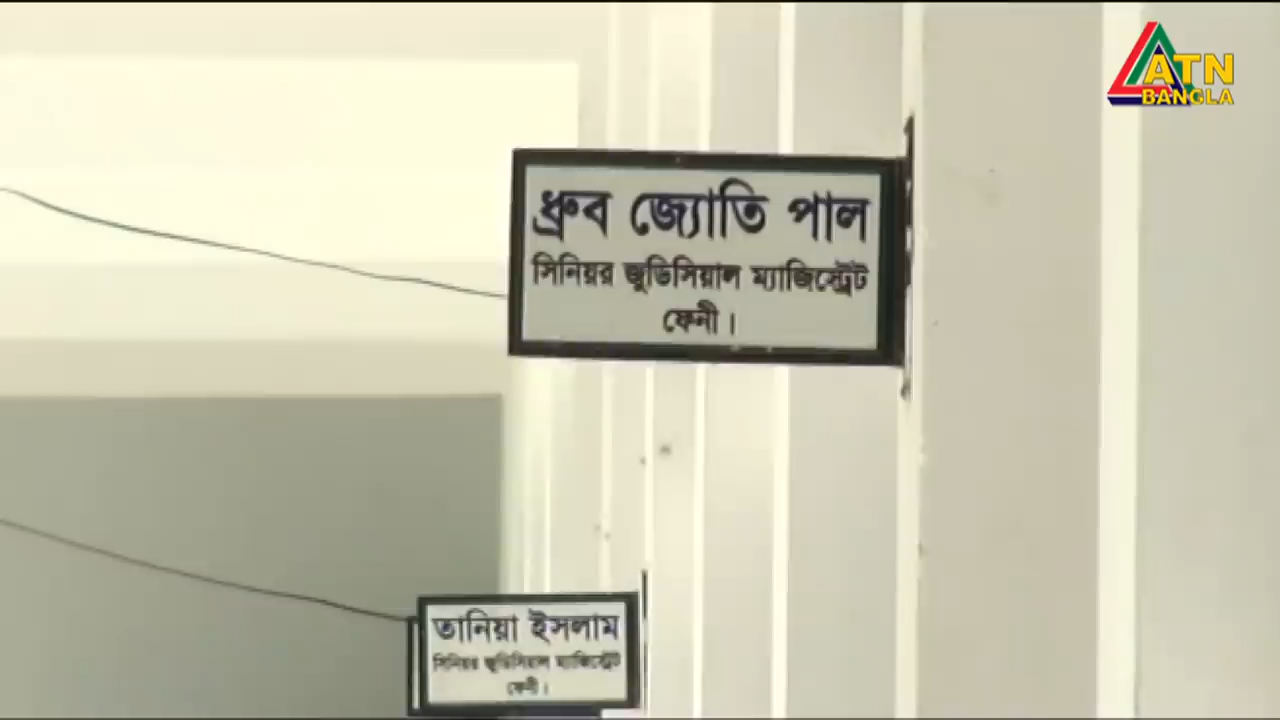 ATN
BANGLA
ধ্রুব জ্যোতি পাল
সিনিয়র জুডিসিয়াল ম্যাজিস্ট্রেট
ফেনী।
তানিয়া ইসলাম
সিনিয়র জুডিসিয়াল ম্যাজিস্ট্রেট
ফেনী।